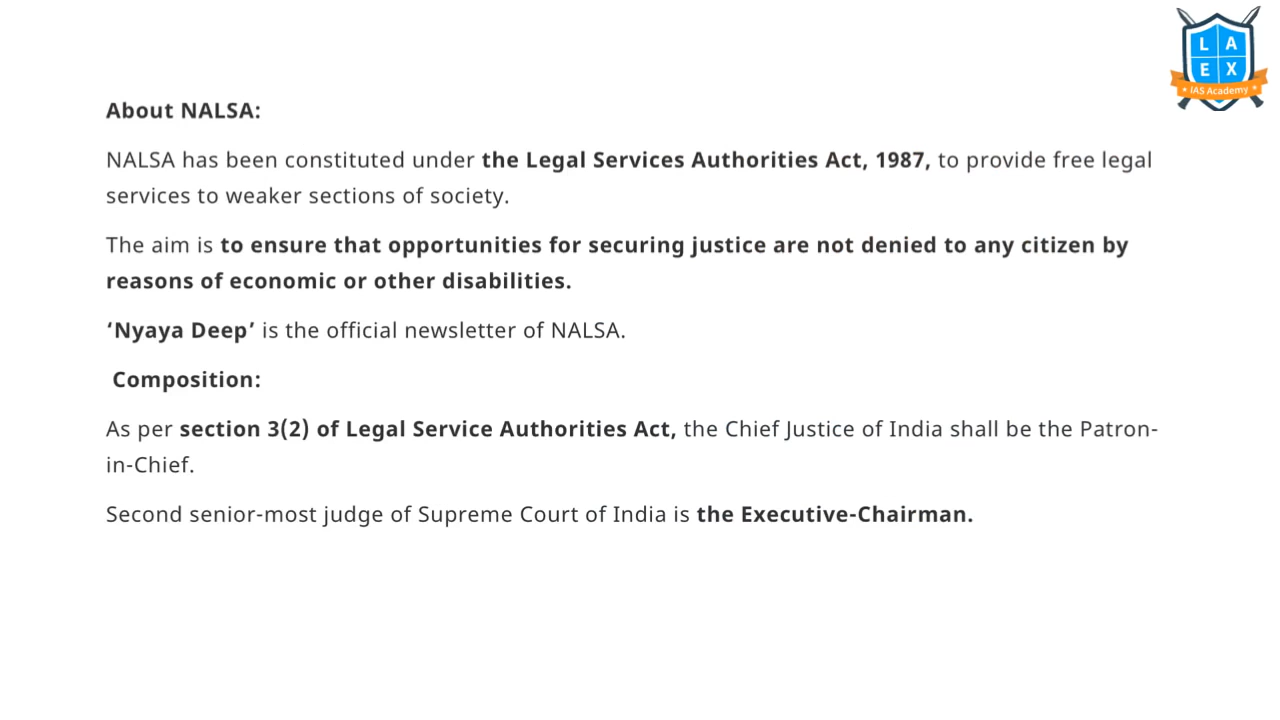 L A
E X
IAS Academy
About NALSA:
NALSA has been constituted under the Legal Services Authorities Act, 1987, to provide free legal
services to weaker sections of society.
The aim is to ensure that opportunities for securing justice are not denied to any citizen by
reasons of economic or other disabilities.
‘Nyaya Deep’ is the official newsletter of NALSA.
Composition:
As per section 3(2) of Legal Service Authorities Act, the Chief Justice of India shall be the Patron-
in-Chief.
Second senior-most judge of Supreme Court of India is the Executive-Chairman.